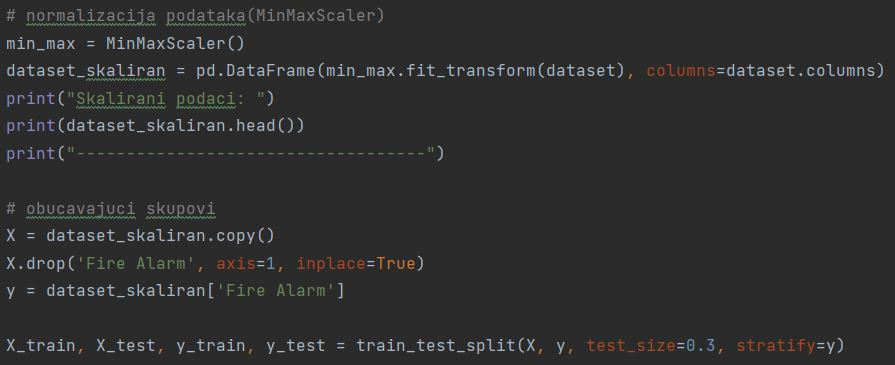 # normalizacija podataka(MinMaxScaler)
min_max = MinMaxScaler()
dataset_skaliran = pd.DataFrame(min_max.fit_transform(dataset), columns=dataset.columns)
print("Skalirani podaci: ")
print(dataset_skaliran.head())
print("-----------------------------------")
# obucavajuci skupovi
X = dataset_skaliran.copy()
X.drop('Fire Alarm', axis=1, inplace=True)
y = dataset_skaliran['Fire Alarm']
X_train, X_test, y_train, y_test = train_test_split(X, y, test_size=0.3, stratify=y)